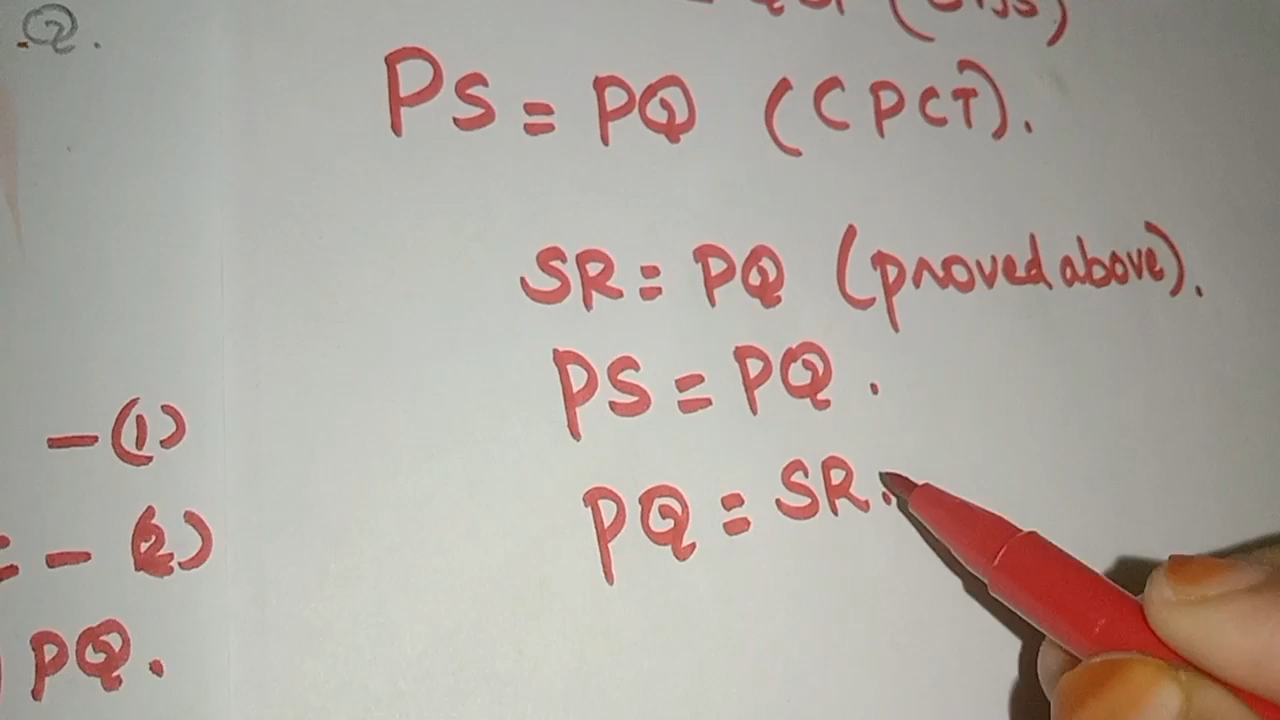 Q.
PS = PQ (CPCT).
SR = PQ (proved above).
PS = PQ.
PQ = SR.
- (1)
= - (2)
PQ.